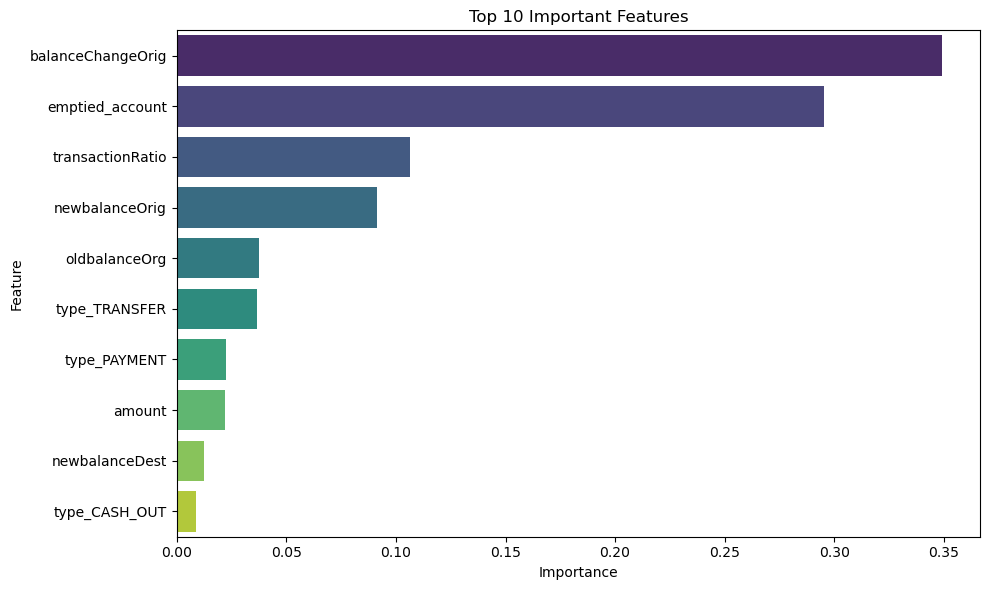 Top 10 Important Features
balanceChangeOrig
emptied_account
transactionRatio
newbalanceOrig
oldbalanceOrg
type_TRANSFER
type_PAYMENT
amount
newbalanceDest
type_CASH_OUT
Feature
0.00 0.05 0.10 0.15 0.20 0.25 0.30 0.35
Importance